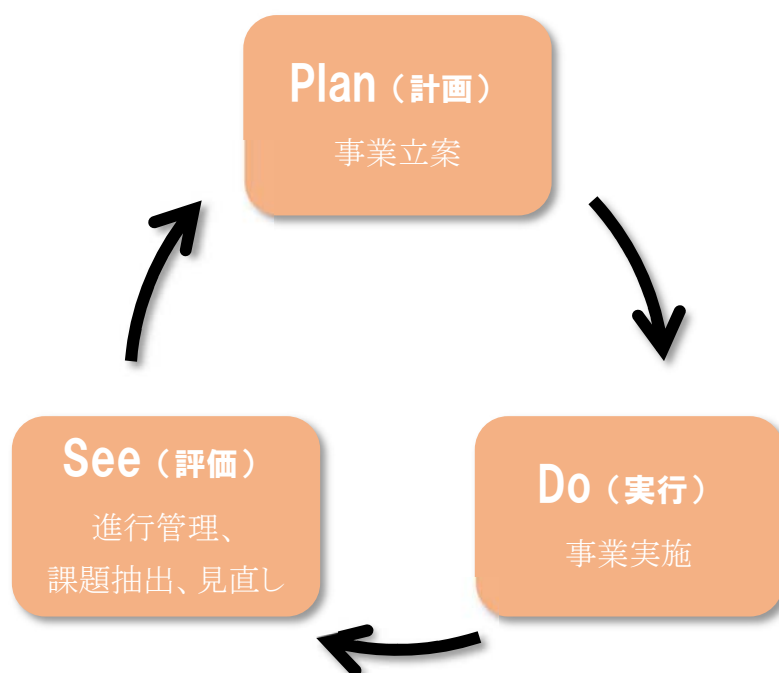 Plan（計画）
事業立案
See（評価）
進行管理、
課題抽出、見直し
Do（実行）
事業実施